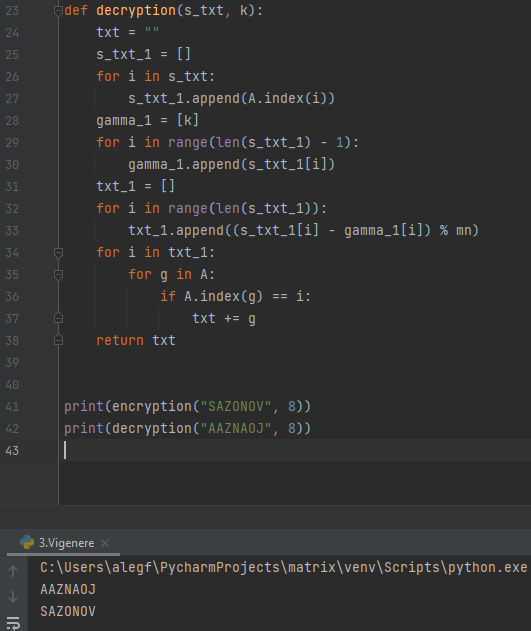 23 def decryption(s_txt, k):
24     txt = ""
25     s_txt_1 = []
26     for i in s_txt:
27         s_txt_1.append(A.index(i))
28     gamma_1 = [k]
29     for i in range(len(s_txt_1) - 1):
30         gamma_1.append(s_txt_1[i])
31     txt_1 = []
32     for i in range(len(s_txt_1)):
33         txt_1.append((s_txt_1[i] - gamma_1[i]) % mn)
34     for i in txt_1:
35         for g in A:
36             if A.index(g) == i:
37                 txt += g
38     return txt
39
40
41 print(encryption("SAZONOV", 8))
42 print(decryption("AAZNAOJ", 8))
43
3.Vigenere
C:\Users\alegf\PycharmProjects\matrix\venv\Scripts\python.exe
AAZNAOJ
SAZONOV